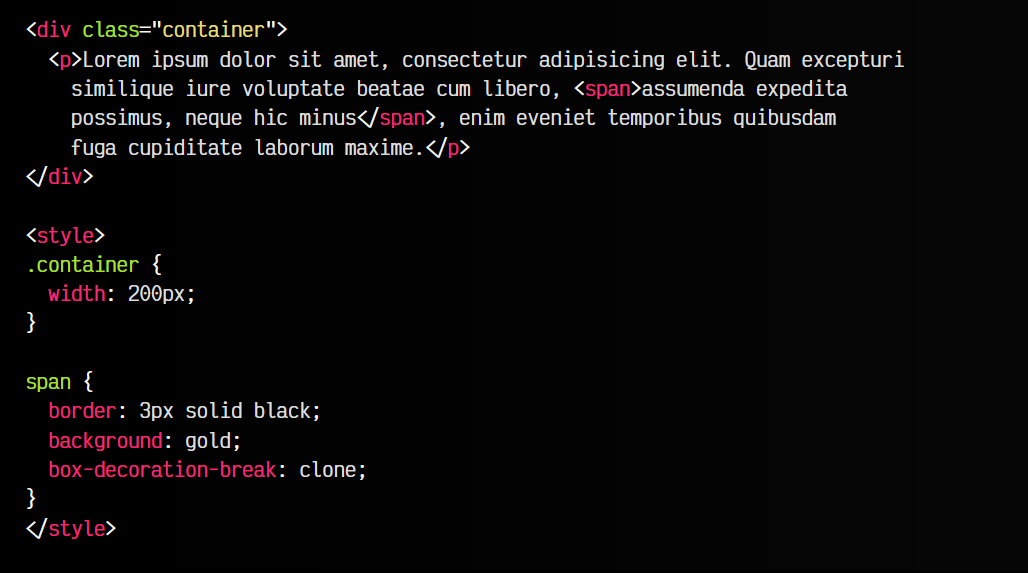 <div class="container">
  <p>Lorem ipsum dolor sit amet, consectetur adipisicing elit. Quam excepturi
    similique iure voluptate beatae cum libero, <span>assumenda expedita
    possimus, neque hic minus</span>, enim eveniet temporibus quibusdam
    fuga cupiditate laborum maxime.</p>
</div>

<style>
.container {
  width: 200px;
}

span {
  border: 3px solid black;
  background: gold;
  box-decoration-break: clone;
}
</style>